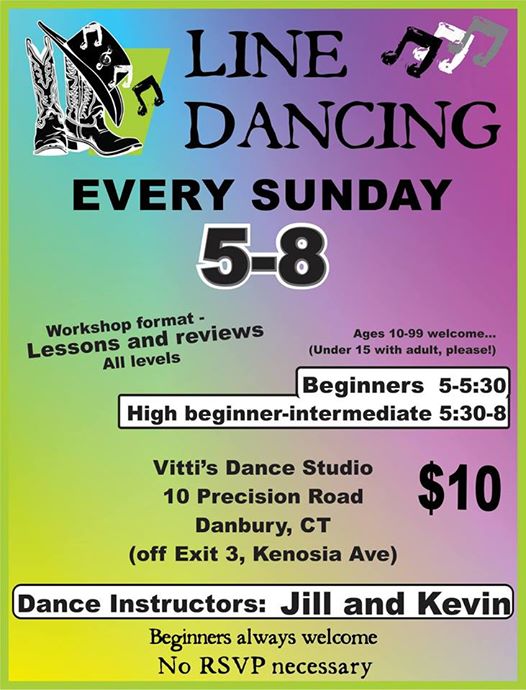 LINE
DANCING
EVERY SUNDAY
5-8
Workshop format -
Lessons and reviews
All levels
Ages 10-99 welcome...
(Under 15 with adult, please!)
Beginners 5-5:30
High beginner-intermediate 5:30-8
Vitti's Dance Studio
10 Precision Road
Danbury, CT
(off Exit 3, Kenosia Ave)
$10
Dance Instructors: Jill and Kevin
Beginners always welcome
No RSVP necessary